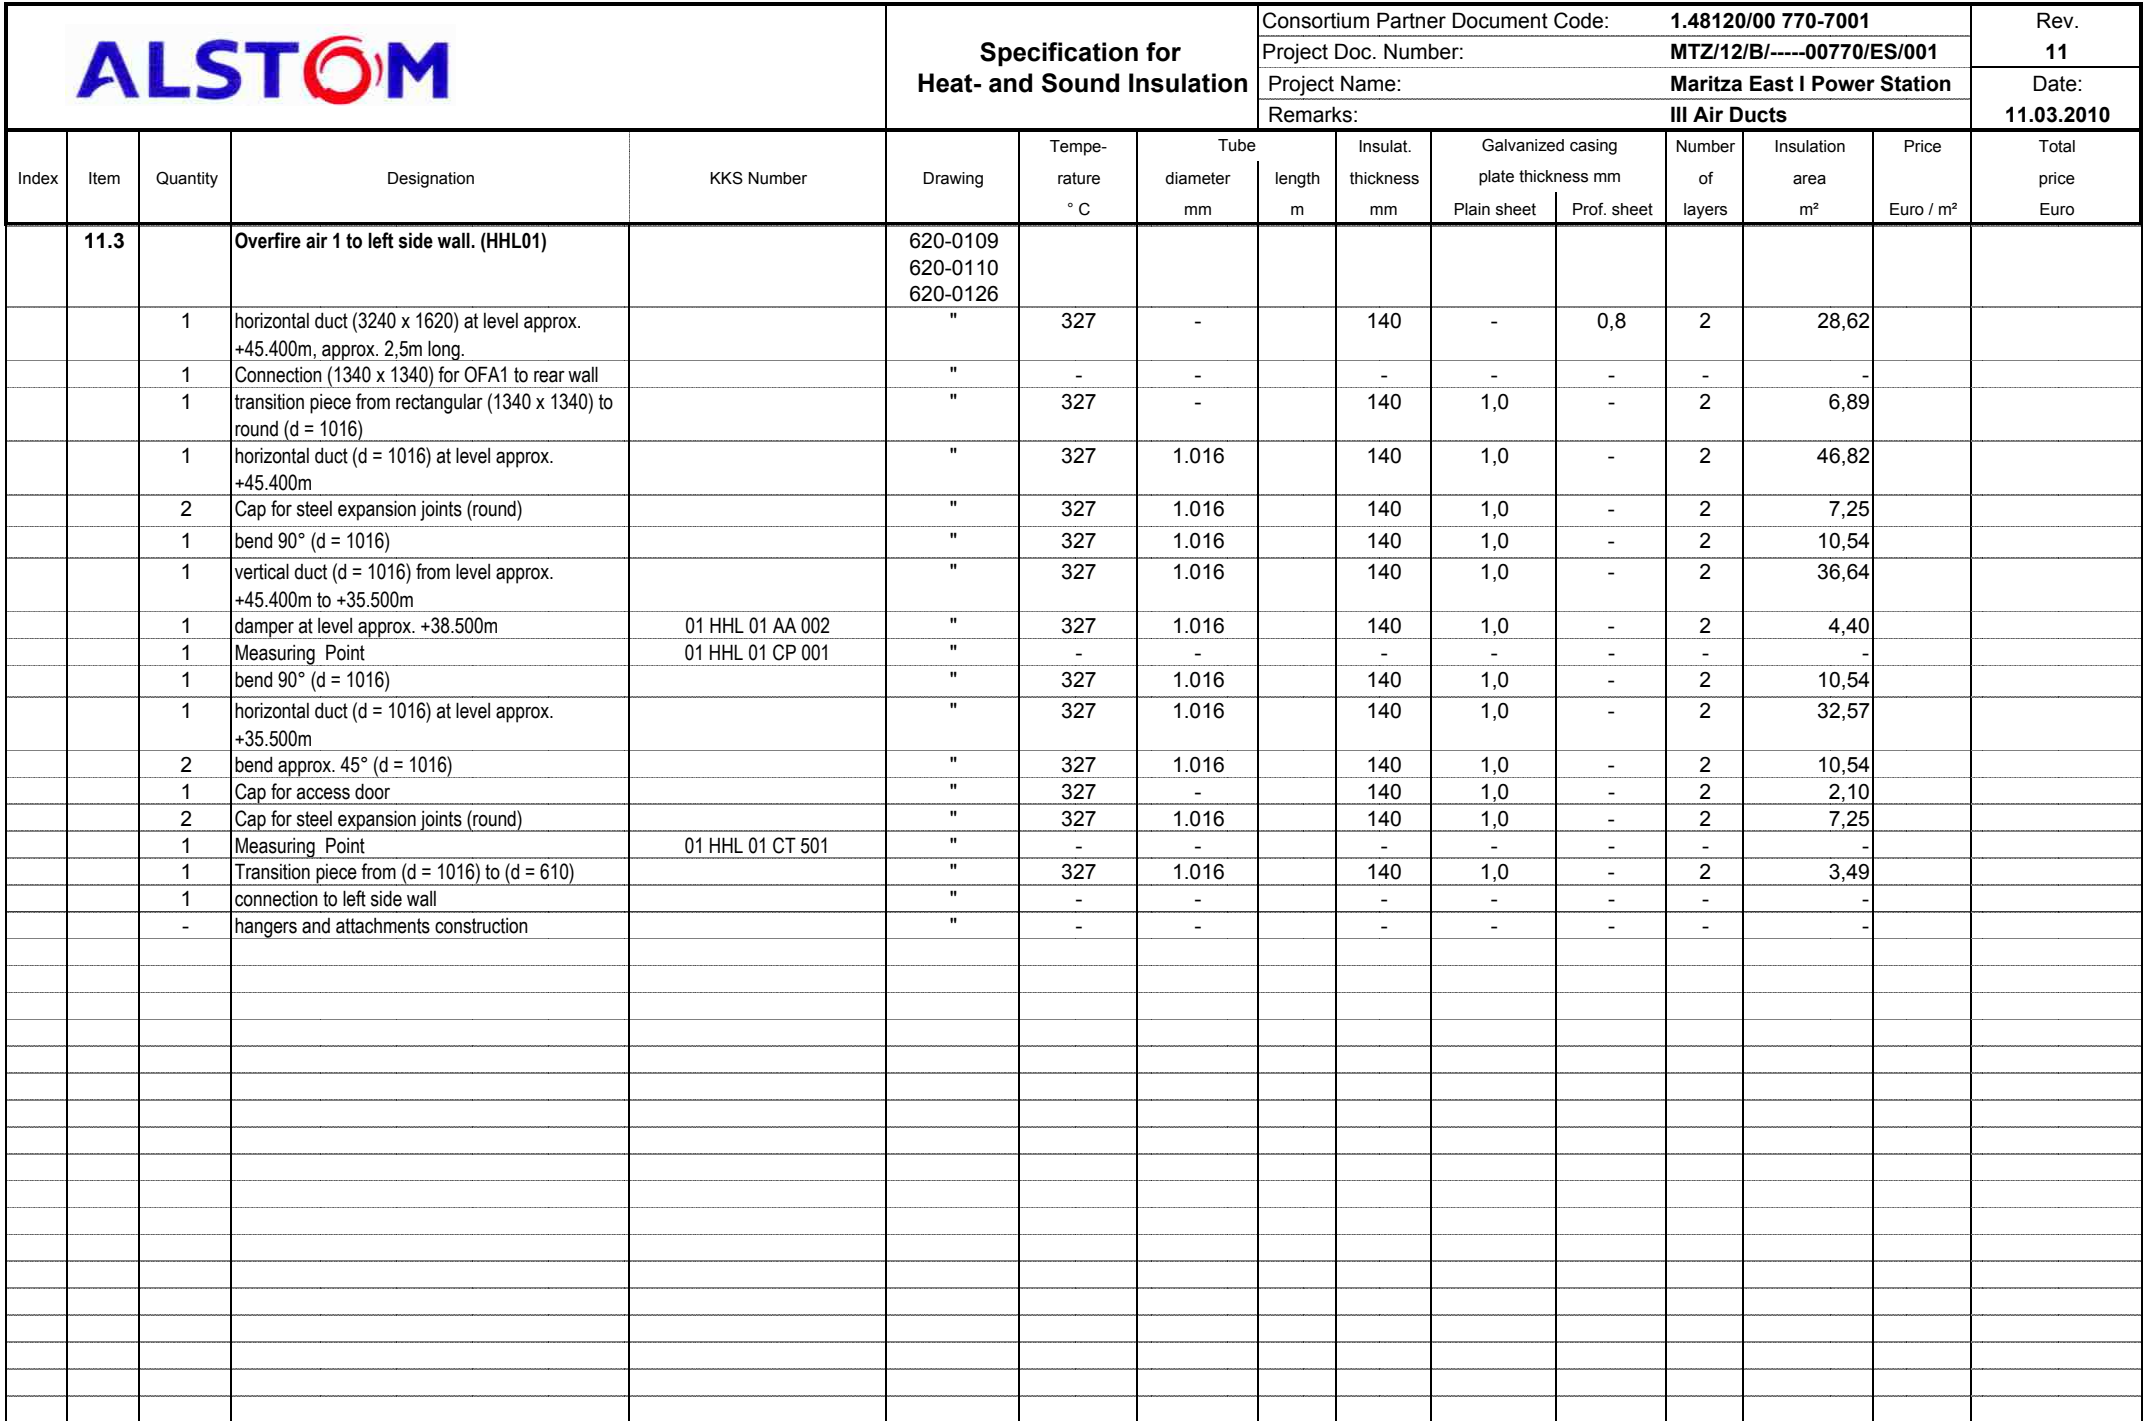 ALSTOM
Specification for
Heat- and Sound Insulation
Consortium Partner Document Code: 1.48120/00 770-7001
Project Doc. Number: MTZ/12/B/-----00770/ES/001
Project Name: Maritza East I Power Station
Remarks: III Air Ducts
Rev.
11
Date:
11.03.2010
Index Item Quantity Designation KKS Number Drawing Tempe-rature ° C Tube diameter mm length m Insulat. thickness mm Galvanized casing plate thickness mm Plain sheet Prof. sheet Number of layers Insulation area m² Price Euro / m² Total price Euro
11.3 Overfire air 1 to left side wall. (HHL01) 620-0109
620-0110
620-0126
1 horizontal duct (3240 x 1620) at level approx. " 327 - 140 - 0,8 2 28,62
+45.400m, approx. 2,5m long.
1 Connection (1340 x 1340) for OFA1 to rear wall " - - - - - - -
1 transition piece from rectangular (1340 x 1340) to " 327 - 140 1,0 - 2 6,89
round (d = 1016)
1 horizontal duct (d = 1016) at level approx. " 327 1.016 140 1,0 - 2 46,82
+45.400m
2 Cap for steel expansion joints (round) " 327 1.016 140 1,0 - 2 7,25
1 bend 90° (d = 1016) " 327 1.016 140 1,0 - 2 10,54
1 vertical duct (d = 1016) from level approx. " 327 1.016 140 1,0 - 2 36,64
+45.400m to +35.500m
1 damper at level approx. +38.500m 01 HHL 01 AA 002 " 327 1.016 140 1,0 - 2 4,40
1 Measuring Point 01 HHL 01 CP 001 " - - - - - - -
1 bend 90° (d = 1016) " 327 1.016 140 1,0 - 2 10,54
1 horizontal duct (d = 1016) at level approx. " 327 1.016 140 1,0 - 2 32,57
+35.500m
2 bend approx. 45° (d = 1016) " 327 1.016 140 1,0 - 2 10,54
1 Cap for access door " 327 - 140 1,0 - 2 2,10
2 Cap for steel expansion joints (round) " 327 1.016 140 1,0 - 2 7,25
1 Measuring Point 01 HHL 01 CT 501 " - - - - - - -
1 Transition piece from (d = 1016) to (d = 610) " 327 1.016 140 1,0 - 2 3,49
1 connection to left side wall " - - - - - - -
- hangers and attachments construction " - - - - - - -